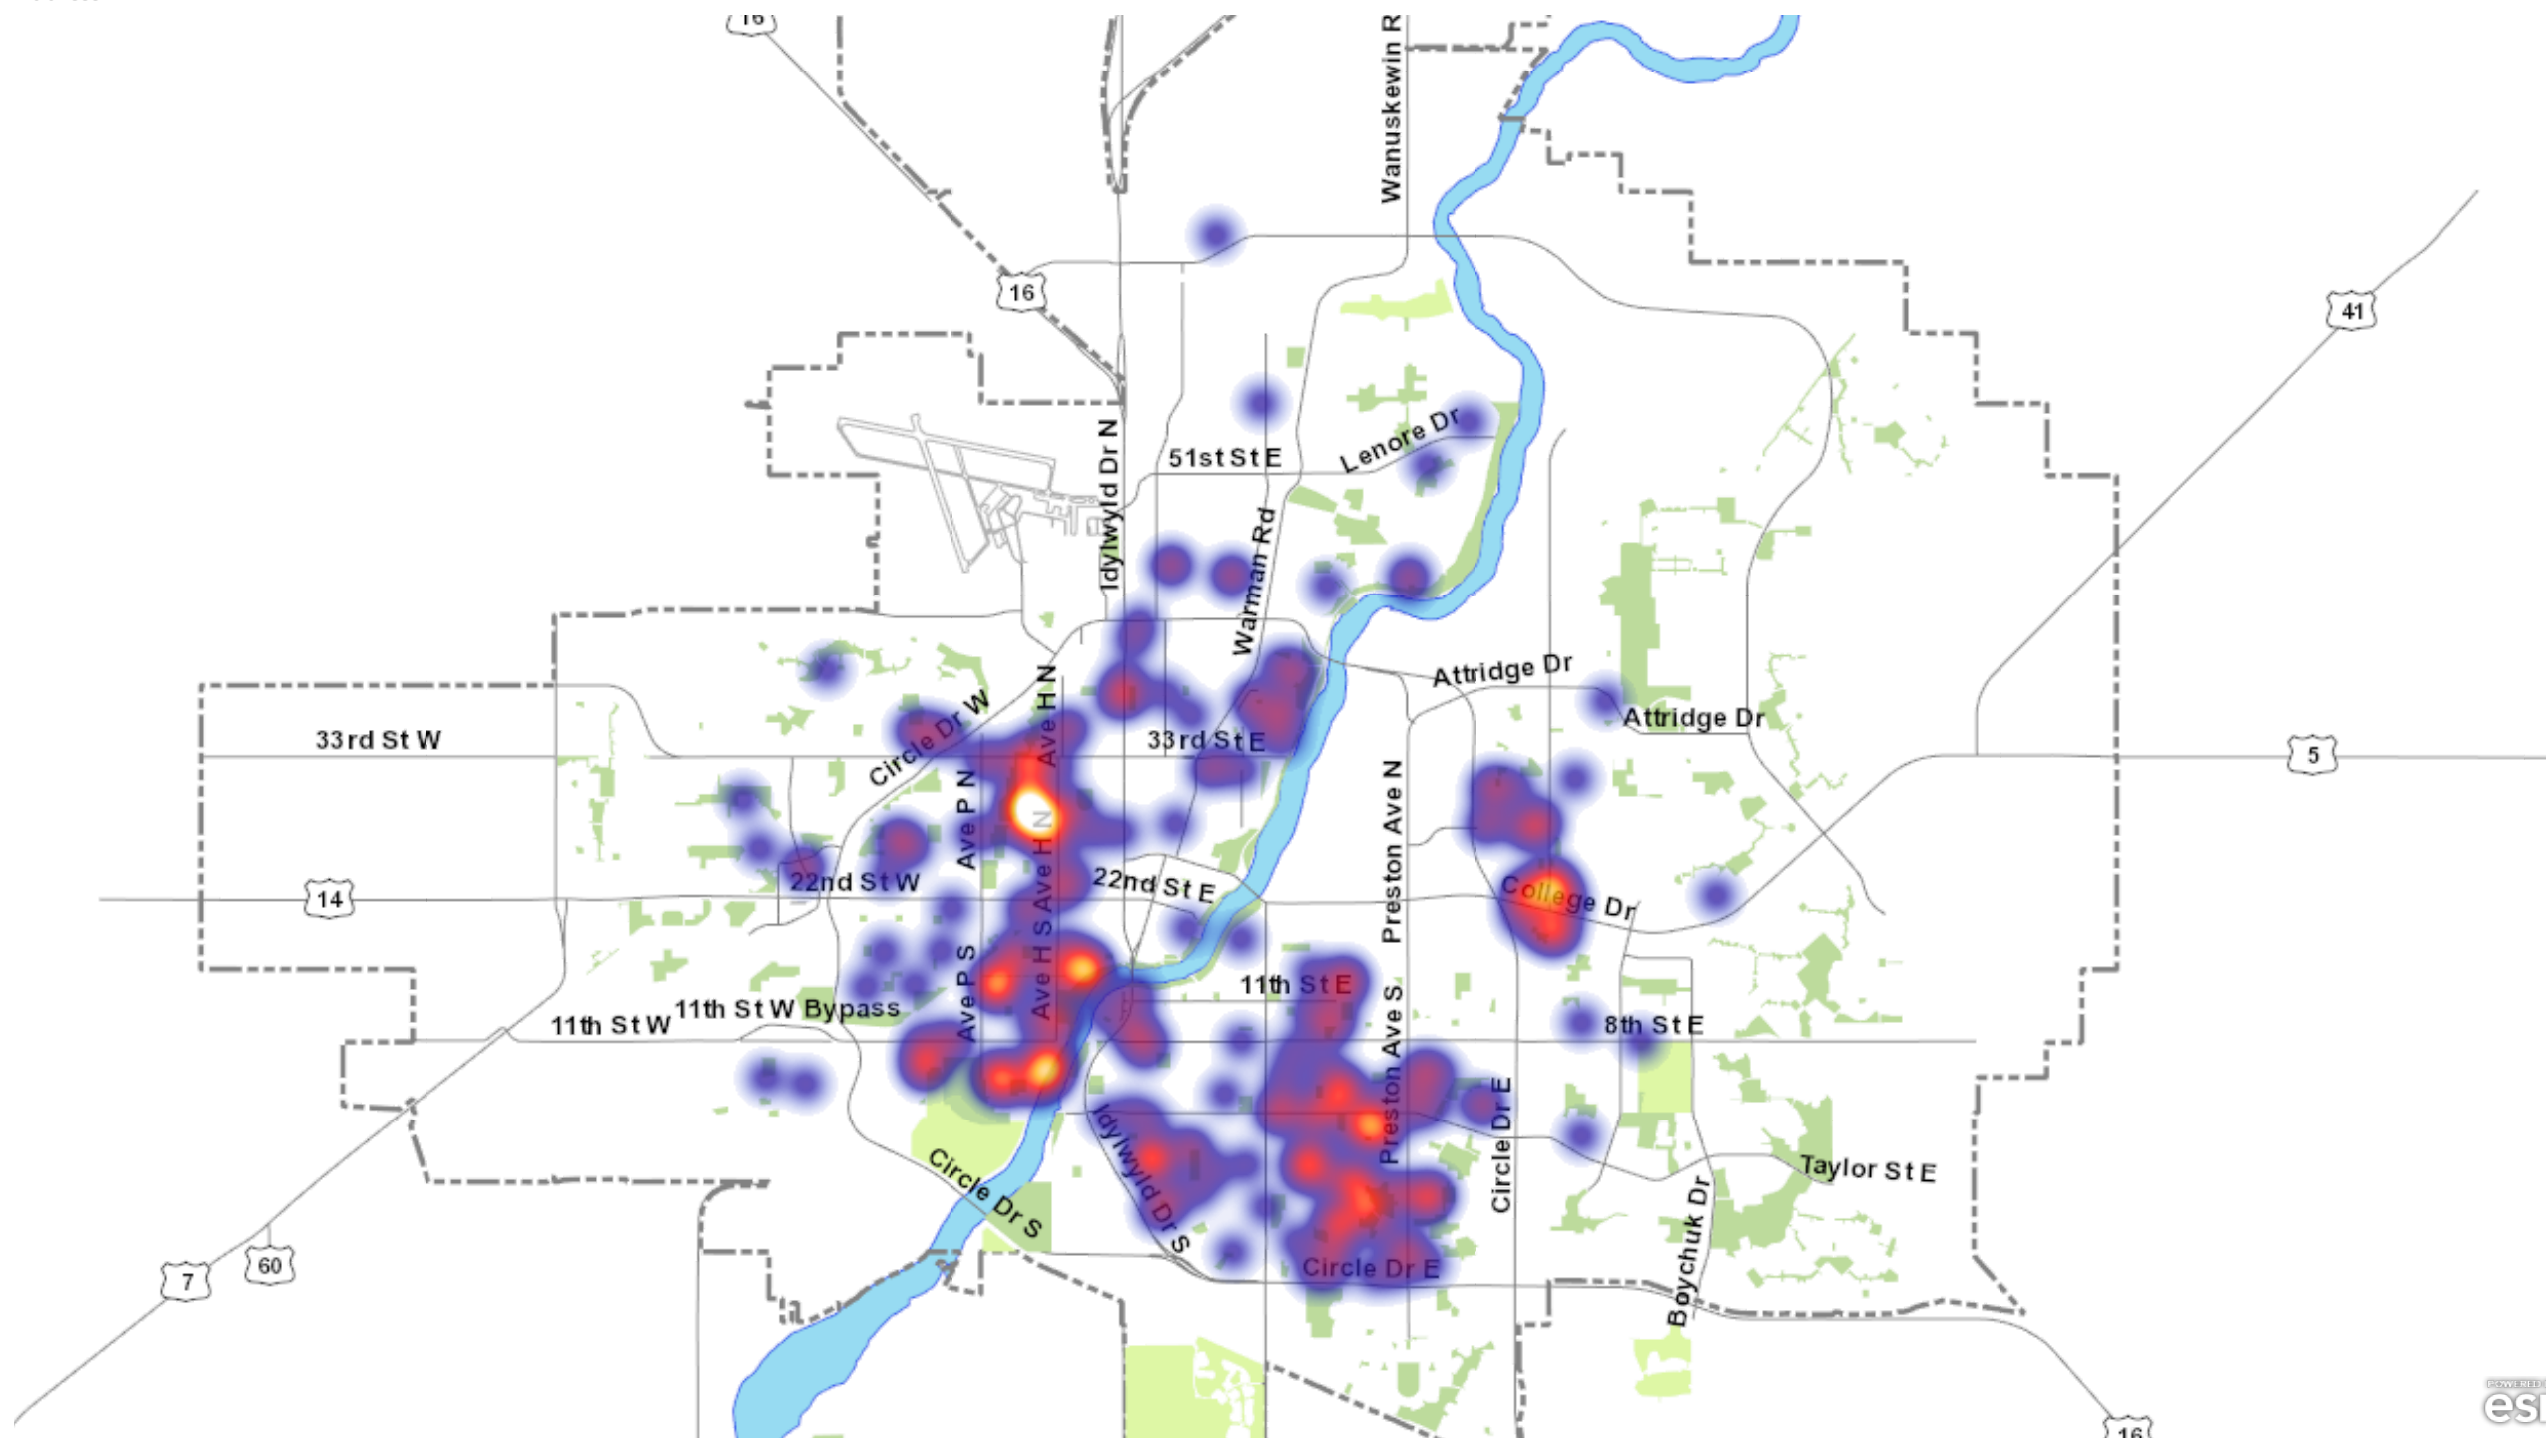 16
Wanuskewin R
16
41
Idylwyld Dr N
51st St E
Lenore Dr
Warman Rd
Attridge Dr
Attridge Dr
33rd St W
Circle Dr W
Ave H N
33rd St E
5
Ave P N
Ave H N
Preston Ave N
14
22nd St W
22nd St E
College Dr
Ave P S
Ave H S
11th St E
11th St W
11th St W Bypass
8th St E
Preston Ave S
Circle Dr E
Idylwyld Dr S
Circle Dr S
Taylor St E
Boychuk Dr
Circle Dr E
7
60
POWERED
16